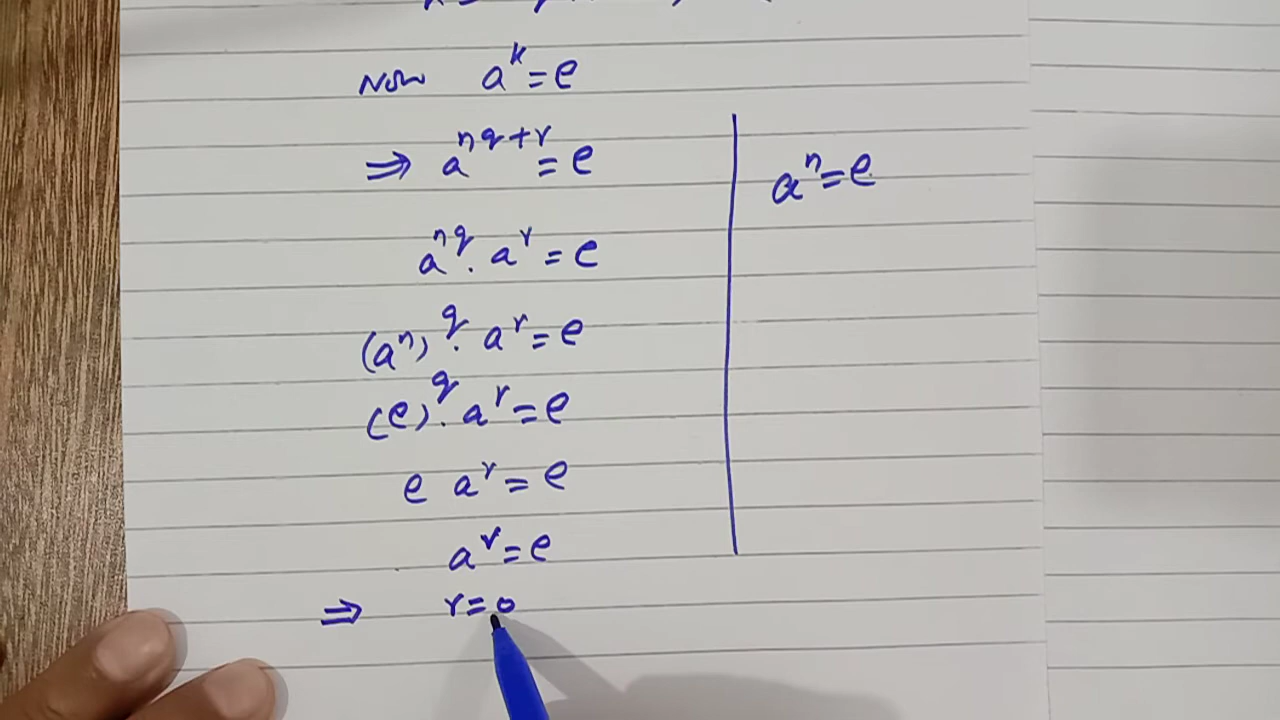 Now a^k = e
⇒ a^{nq+r} = e
a^{nq} . a^r = e
(a^n)^q . a^r = e
(e)^q . a^r = e
e a^r = e
a^r = e
⇒ r = 0
a^n = e